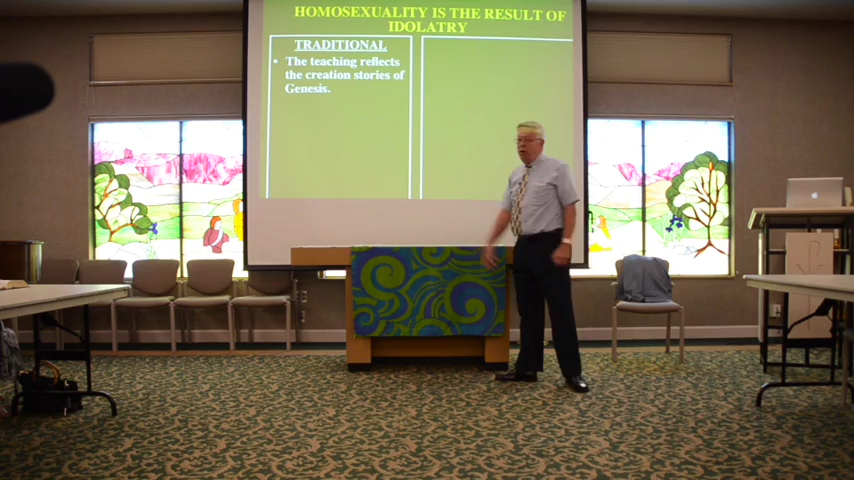 HOMOSEXUALITY IS THE RESULT OF
IDOLATRY
TRADITIONAL
• The teaching reflects
the creation stories of
Genesis.